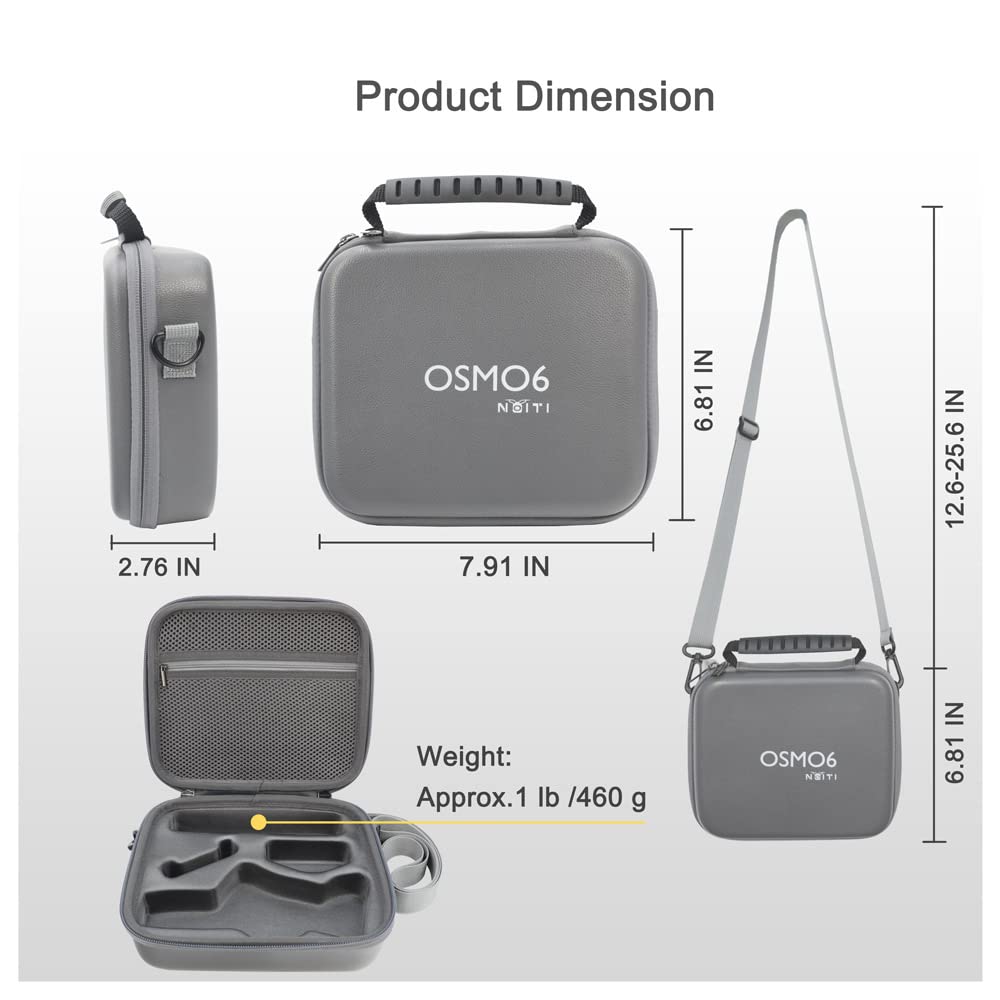 Product Dimension
OSMO6
NOITI
6.81 IN
12.6-25.6 IN
2.76 IN
7.91 IN
Weight:
Approx.1 lb /460 g
OSMO6
NOITI
6.81 IN